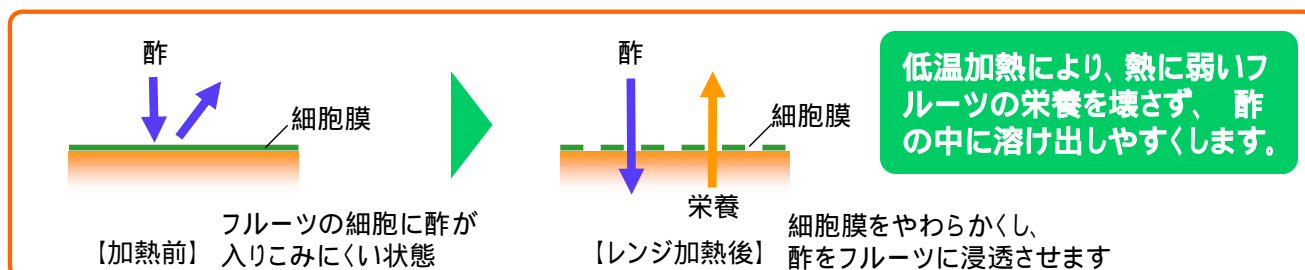 酢
細胞膜
【加熱前】
フルーツの細胞に酢が
入りこみにくい状態
酢
細胞膜
栄養
【レンジ加熱後】
細胞膜をやわらかくし、
酢をフルーツに浸透させます
低温加熱により、熱に弱いフ
ルーツの栄養を壊さず、 酢
の中に溶け出しやすくします。